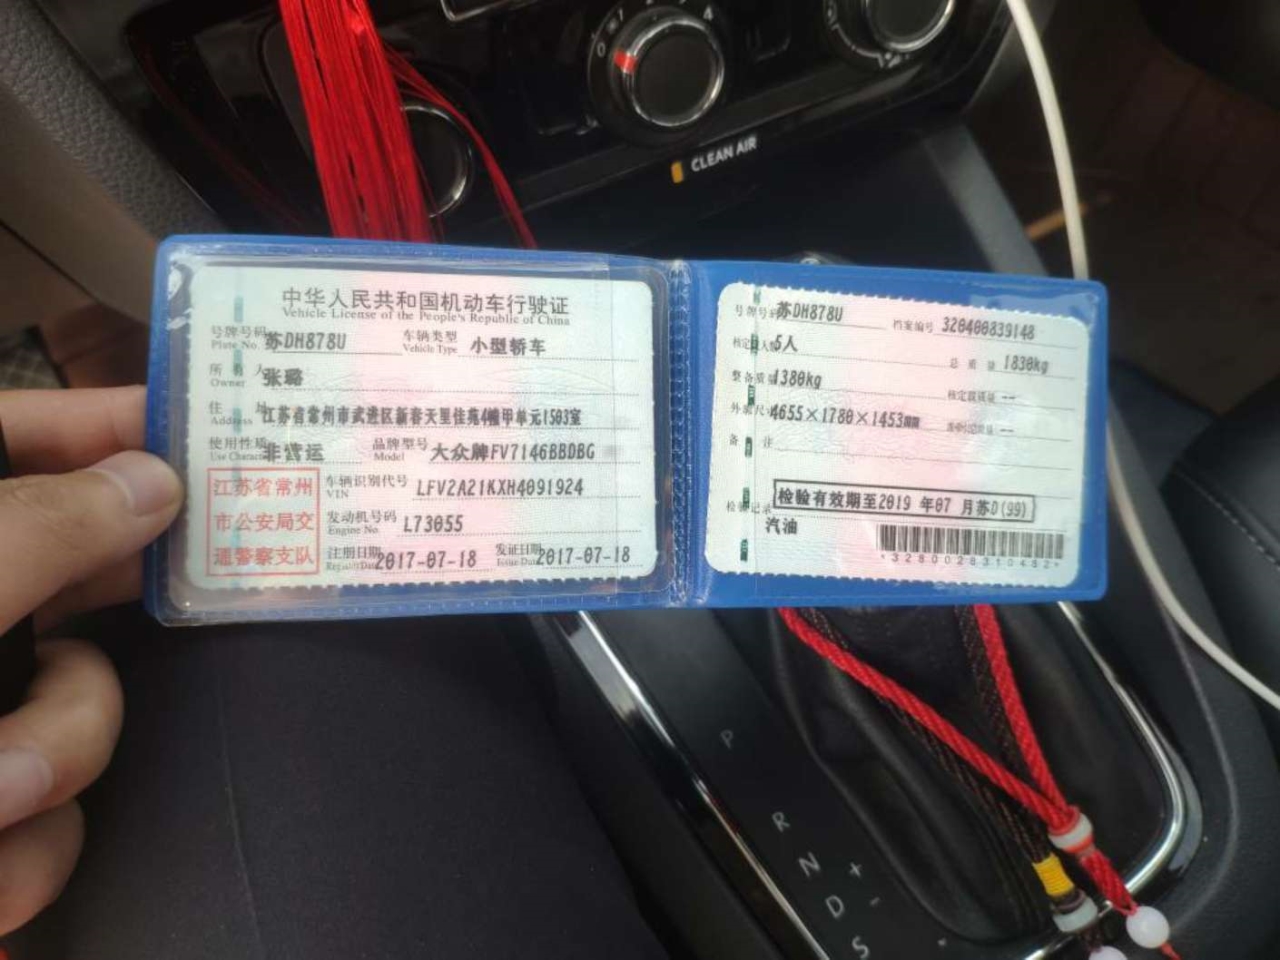 CLEAN AIR
中华人民共和国机动车行驶证
Vehicle License of the People's Republic of China
号牌号码 Plate No. 苏DH878U 车辆类型 Vehicle Type 小型轿车
所有人 Owner 张璐
住址 Address 江苏省常州市武进区新春天里佳苑4幢甲单元1503室
使用性质 Use Character 非营运 品牌型号 Model 大众牌FV7146BBDBG
江苏省常州
市公安局交
通警察支队
车辆识别代号 VIN LFV2A21KXH4091924
发动机号码 Engine No. L73055
注册日期 Register Date 2017-07-18 发证日期 Issue Date 2017-07-18
号牌号码 苏DH878U 档案编号 320400839148
核定载人数 5人 总质量 1830kg
整备质量 1380kg 核定载质量 --
外廓尺寸 4655×1780×1453mm --
备注
检验记录 检验有效期至2019 年07 月苏D(99)
汽油
*3280028310452*
P
R
N
D
S
+
-